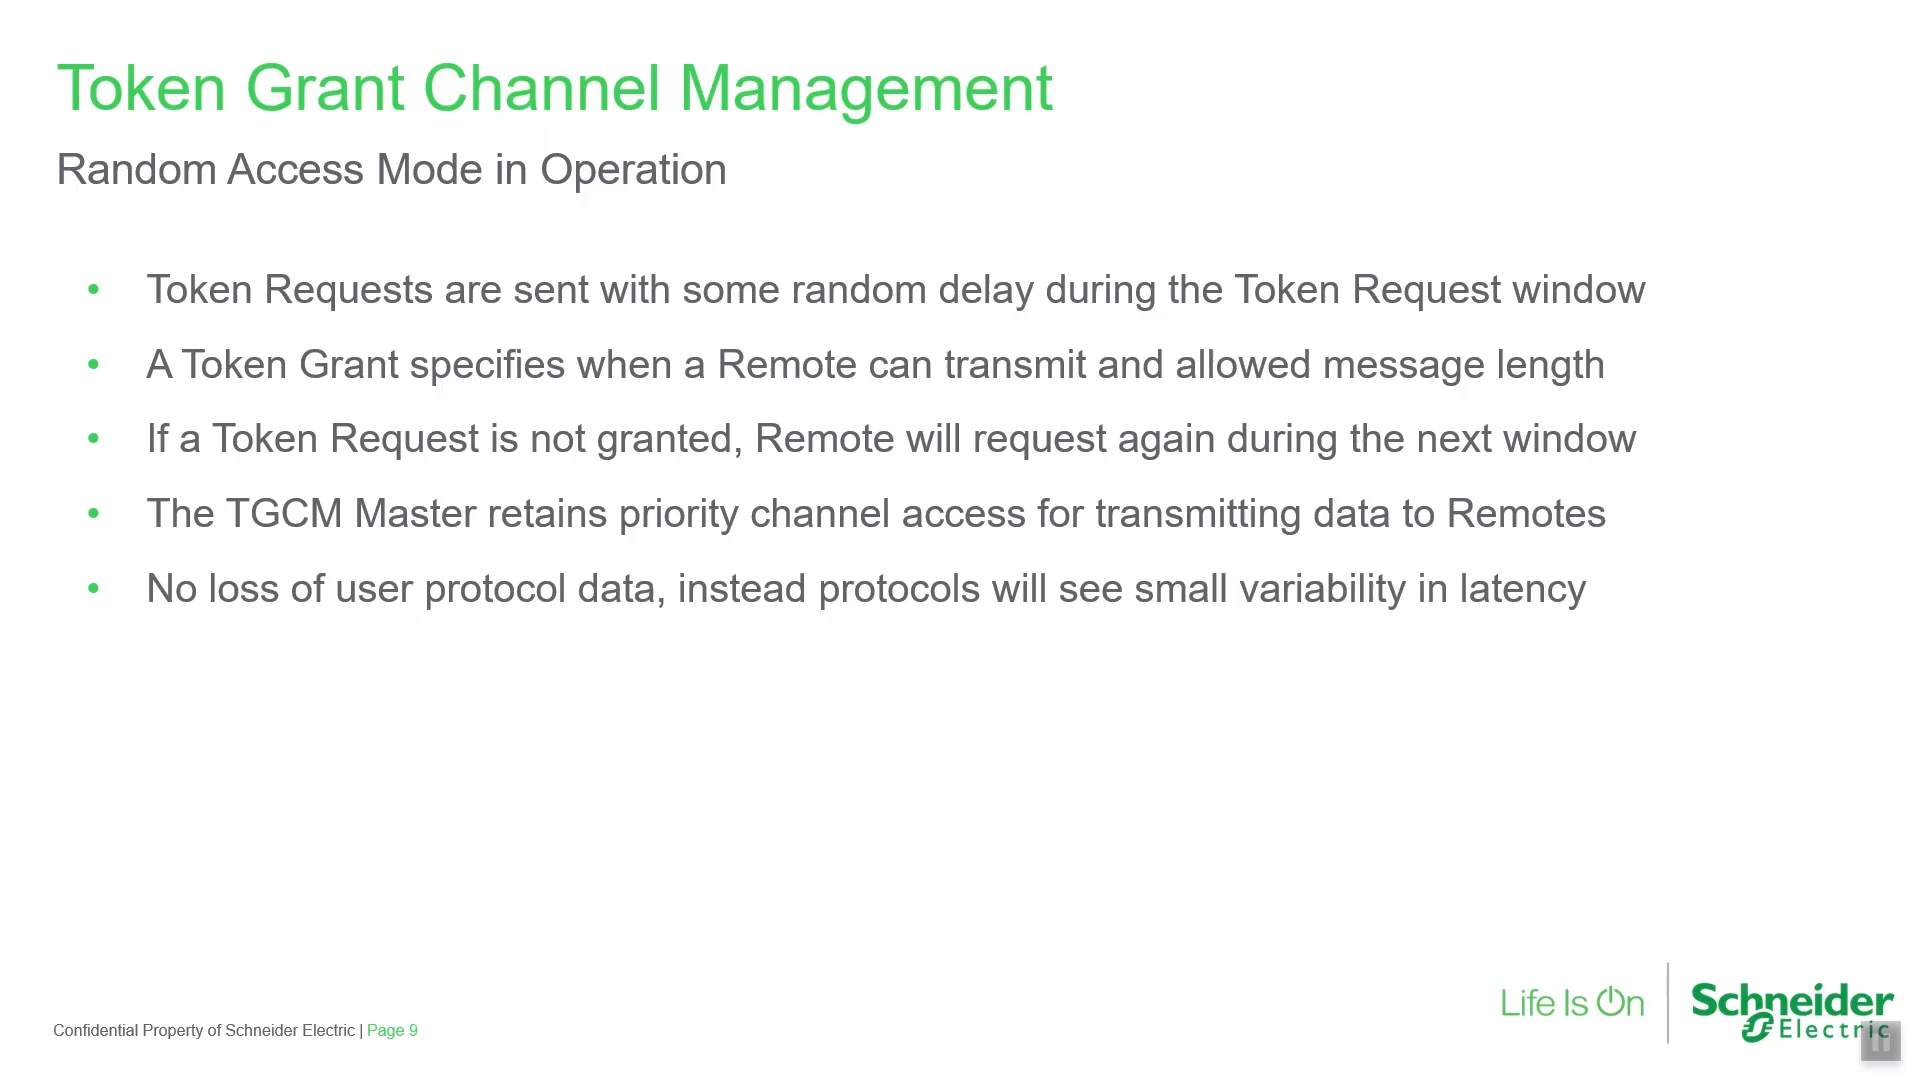 Token Grant Channel Management
Random Access Mode in Operation
• Token Requests are sent with some random delay during the Token Request window
• A Token Grant specifies when a Remote can transmit and allowed message length
• If a Token Request is not granted, Remote will request again during the next window
• The TGCM Master retains priority channel access for transmitting data to Remotes
• No loss of user protocol data, instead protocols will see small variability in latency
Life Is On
Schneider
Electric
Confidential Property of Schneider Electric | Page 9